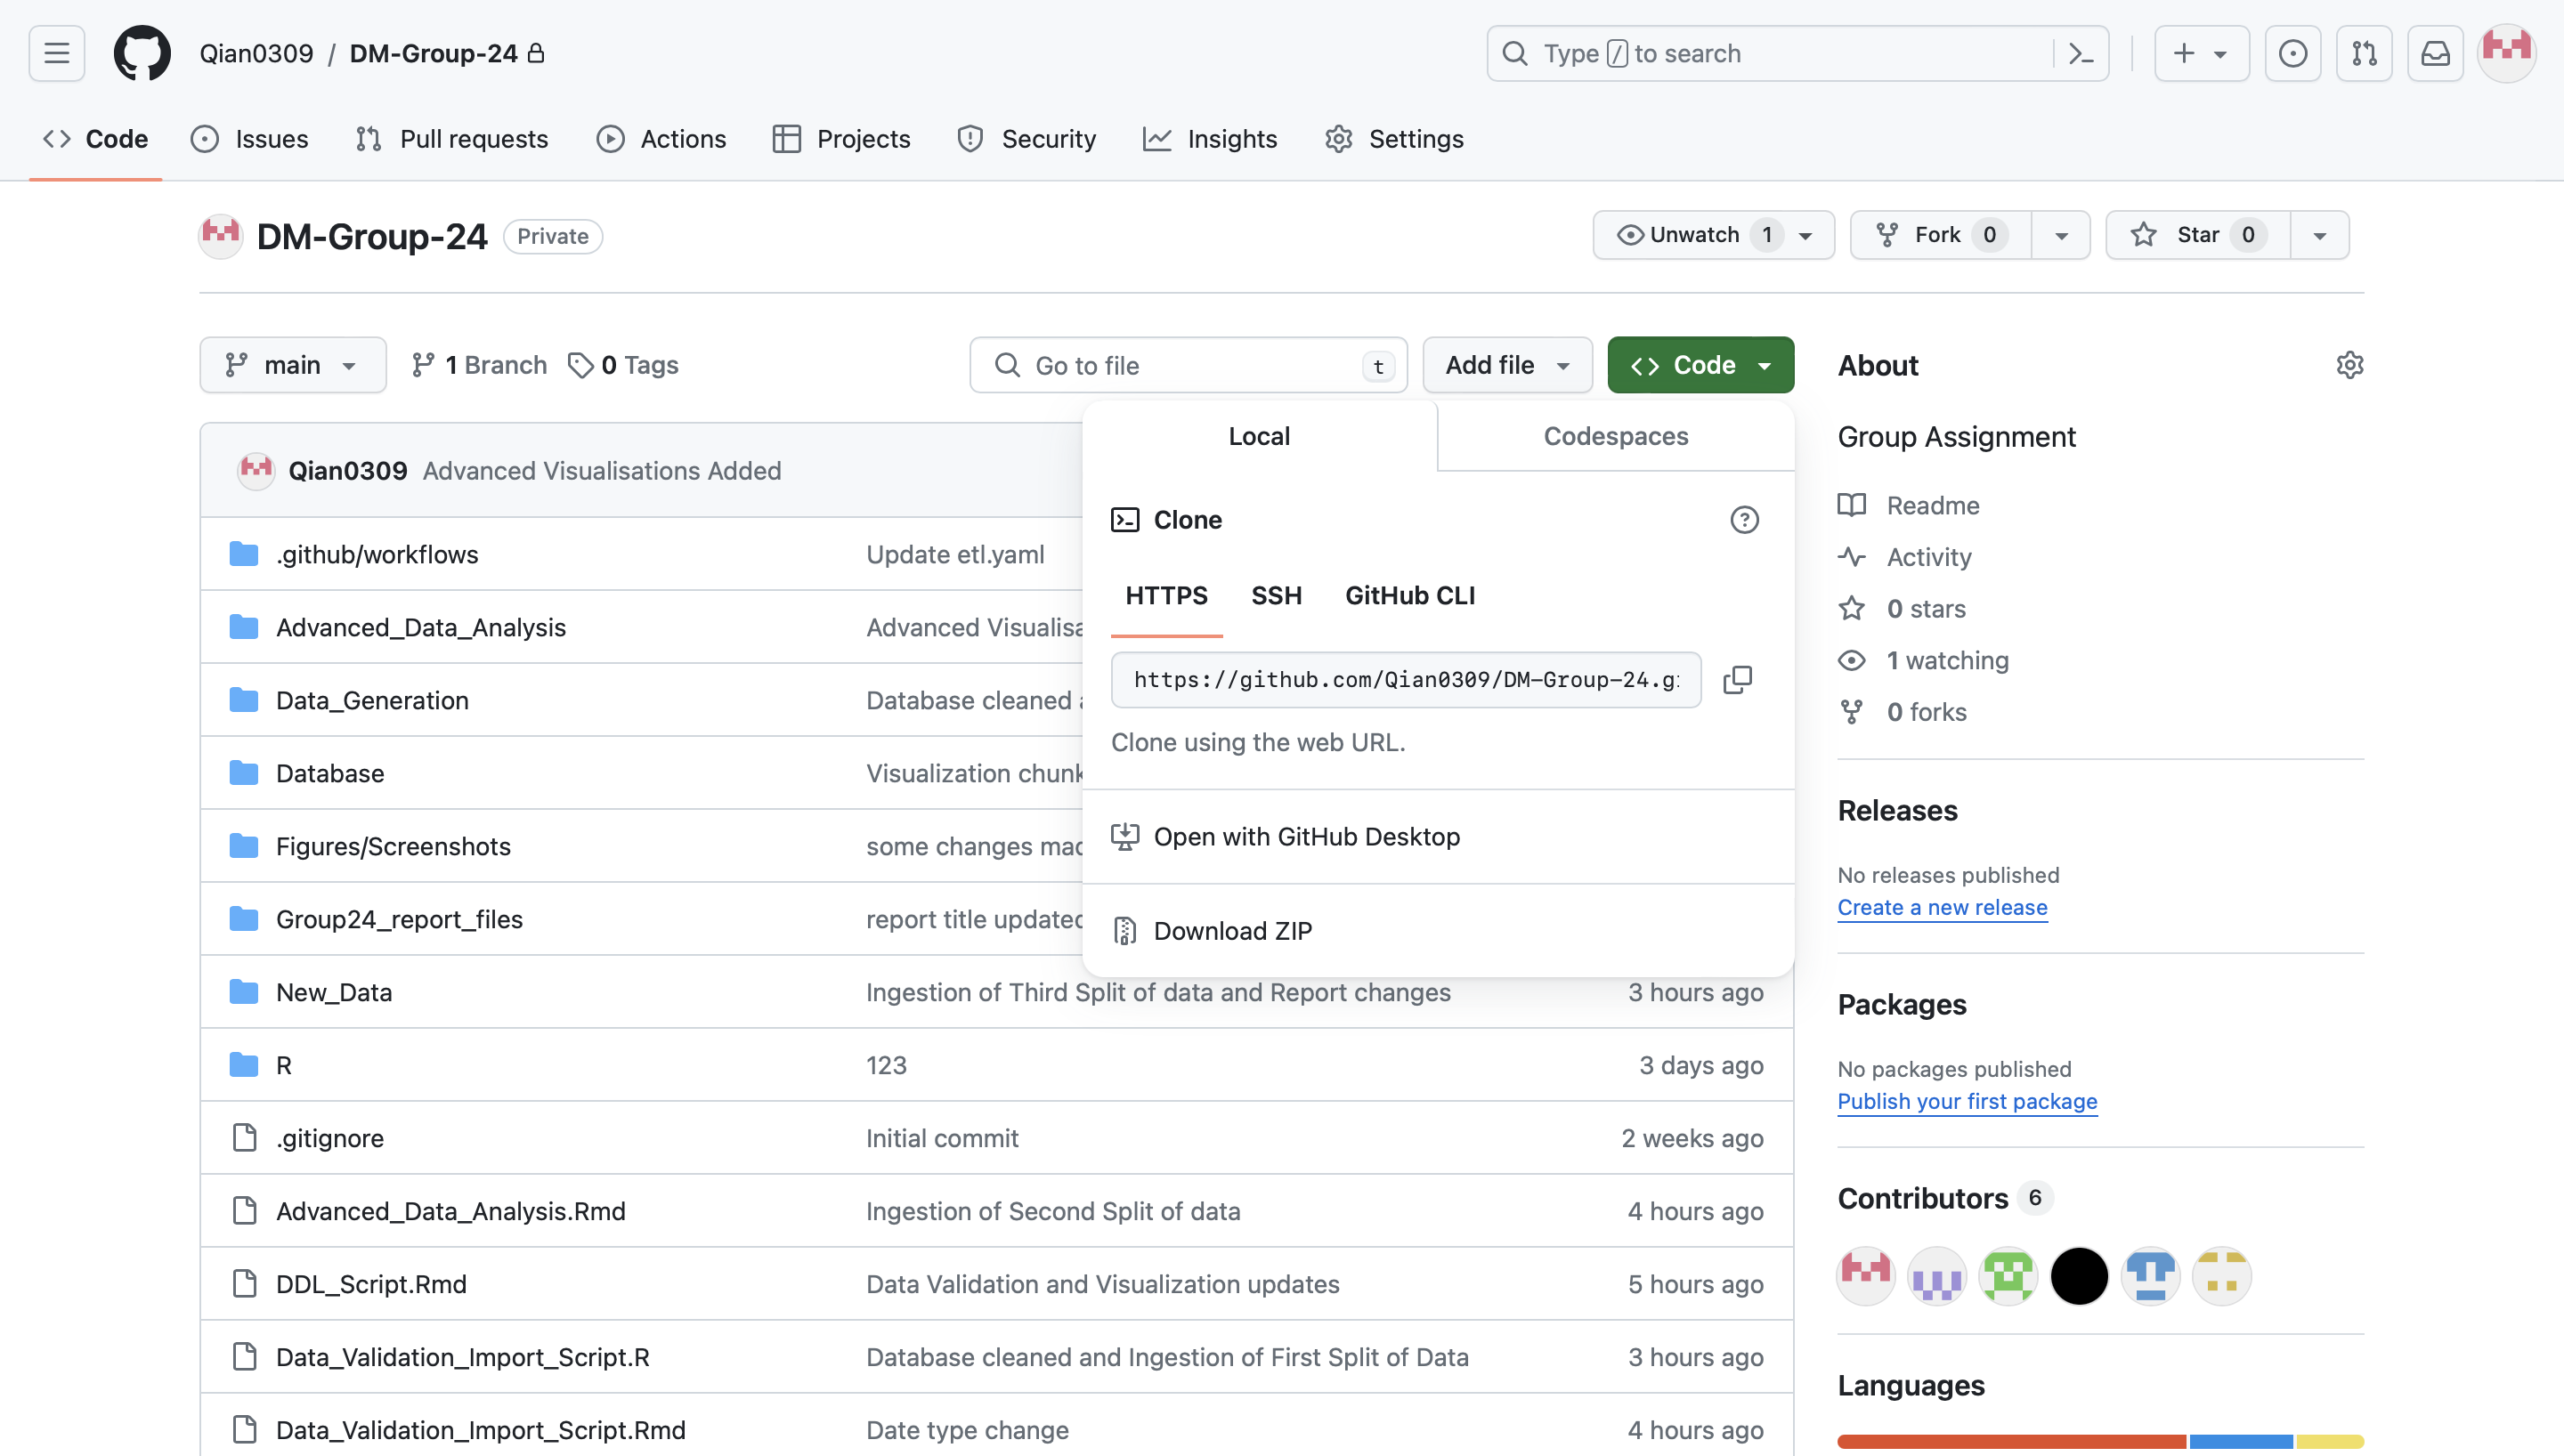 Qian0309 / DM-Group-24
Type / to search
Code
Issues
Pull requests
Actions
Projects
Security
Insights
Settings
DM-Group-24 Private
Unwatch 1
Fork 0
Star 0
main
1 Branch
0 Tags
Go to file t
Add file
Code
Local
Codespaces
Clone
HTTPS SSH GitHub CLI
https://github.com/Qian0309/DM-Group-24.g
Clone using the web URL.
Open with GitHub Desktop
Download ZIP
Qian0309 Advanced Visualisations Added
.github/workflows Update etl.yaml
Advanced_Data_Analysis Advanced Visualisa
Data_Generation Database cleaned
Database Visualization chunk
Figures/Screenshots some changes mad
Group24_report_files report title updated
New_Data Ingestion of Third Split of data and Report changes 3 hours ago
R 123 3 days ago
.gitignore Initial commit 2 weeks ago
Advanced_Data_Analysis.Rmd Ingestion of Second Split of data 4 hours ago
DDL_Script.Rmd Data Validation and Visualization updates 5 hours ago
Data_Validation_Import_Script.R Database cleaned and Ingestion of First Split of Data 3 hours ago
Data_Validation_Import_Script.Rmd Date type change 4 hours ago
About
Group Assignment
Readme
Activity
0 stars
1 watching
0 forks
Releases
No releases published
Create a new release
Packages
No packages published
Publish your first package
Contributors 6
Languages